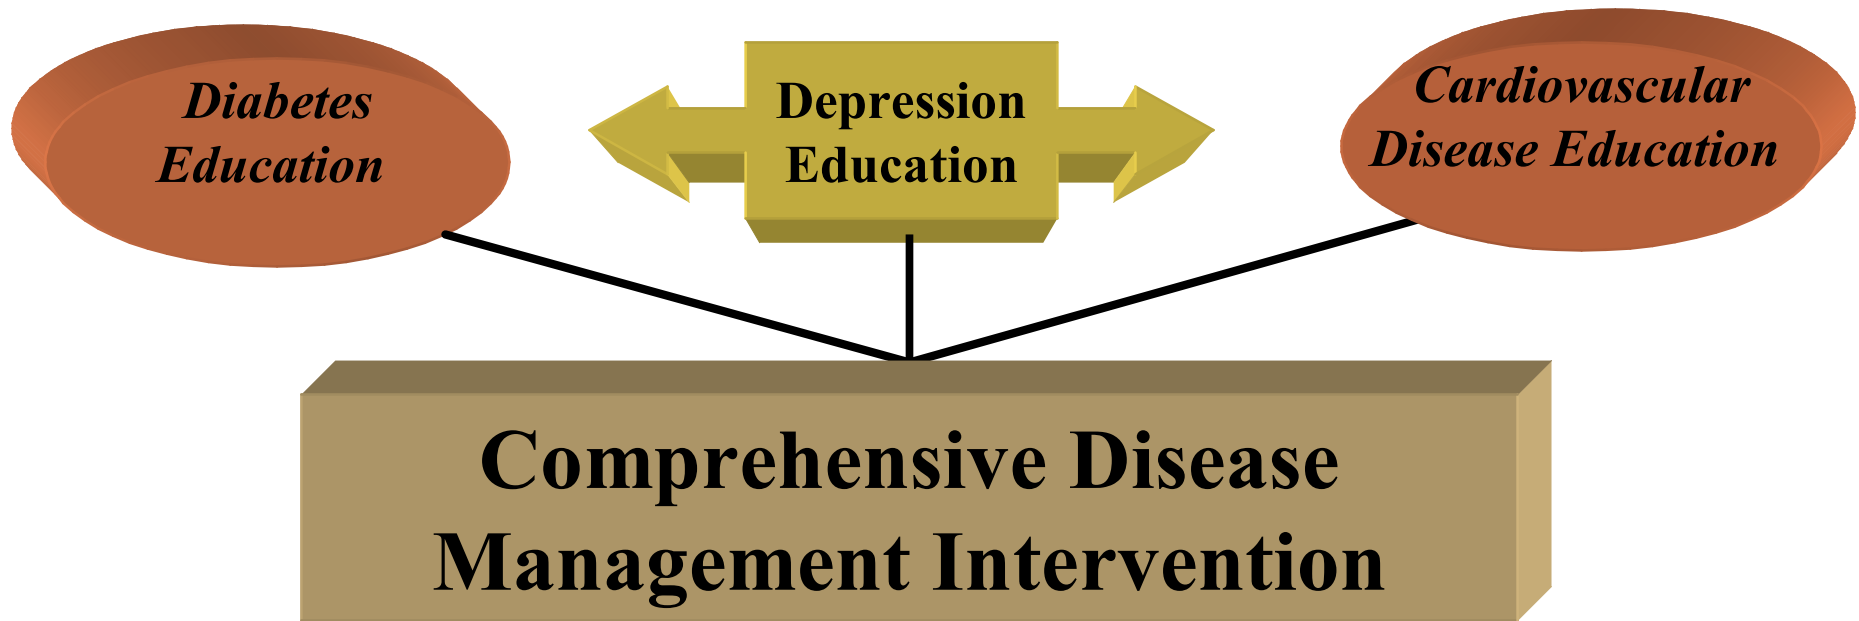 Diabetes
Education
Depression
Education
Cardiovascular
Disease Education
Comprehensive Disease
Management Intervention